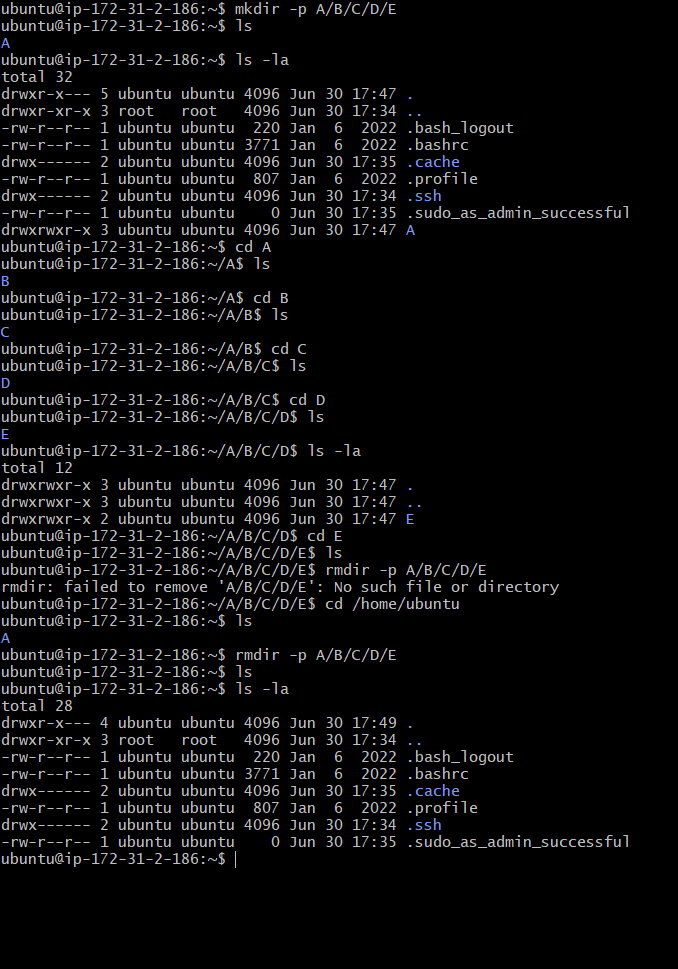 ubuntu@ip-172-31-2-186:~$ mkdir -p A/B/C/D/E
ubuntu@ip-172-31-2-186:~$ ls
A
ubuntu@ip-172-31-2-186:~$ ls -la
total 32
drwxr-x--- 5 ubuntu ubuntu 4096 Jun 30 17:47 .
drwxr-xr-x 3 root   root   4096 Jun 30 17:34 ..
-rw-r--r-- 1 ubuntu ubuntu  220 Jan  6  2022 .bash_logout
-rw-r--r-- 1 ubuntu ubuntu 3771 Jan  6  2022 .bashrc
drwx------ 2 ubuntu ubuntu 4096 Jun 30 17:35 .cache
-rw-r--r-- 1 ubuntu ubuntu  807 Jan  6  2022 .profile
drwx------ 2 ubuntu ubuntu 4096 Jun 30 17:34 .ssh
-rw-r--r-- 1 ubuntu ubuntu    0 Jun 30 17:35 .sudo_as_admin_successful
drwxrwxr-x 3 ubuntu ubuntu 4096 Jun 30 17:47 A
ubuntu@ip-172-31-2-186:~$ cd A
ubuntu@ip-172-31-2-186:~/A$ ls
B
ubuntu@ip-172-31-2-186:~/A$ cd B
ubuntu@ip-172-31-2-186:~/A/B$ ls
C
ubuntu@ip-172-31-2-186:~/A/B$ cd C
ubuntu@ip-172-31-2-186:~/A/B/C$ ls
D
ubuntu@ip-172-31-2-186:~/A/B/C$ cd D
ubuntu@ip-172-31-2-186:~/A/B/C/D$ ls
E
ubuntu@ip-172-31-2-186:~/A/B/C/D$ ls -la
total 12
drwxrwxr-x 3 ubuntu ubuntu 4096 Jun 30 17:47 .
drwxrwxr-x 3 ubuntu ubuntu 4096 Jun 30 17:47 ..
drwxrwxr-x 2 ubuntu ubuntu 4096 Jun 30 17:47 E
ubuntu@ip-172-31-2-186:~/A/B/C/D$ cd E
ubuntu@ip-172-31-2-186:~/A/B/C/D/E$ ls
ubuntu@ip-172-31-2-186:~/A/B/C/D/E$ rmdir -p A/B/C/D/E
rmdir: failed to remove 'A/B/C/D/E': No such file or directory
ubuntu@ip-172-31-2-186:~/A/B/C/D/E$ cd /home/ubuntu
ubuntu@ip-172-31-2-186:~$ ls
A
ubuntu@ip-172-31-2-186:~$ rmdir -p A/B/C/D/E
ubuntu@ip-172-31-2-186:~$ ls
ubuntu@ip-172-31-2-186:~$ ls -la
total 28
drwxr-x--- 4 ubuntu ubuntu 4096 Jun 30 17:49 .
drwxr-xr-x 3 root   root   4096 Jun 30 17:34 ..
-rw-r--r-- 1 ubuntu ubuntu  220 Jan  6  2022 .bash_logout
-rw-r--r-- 1 ubuntu ubuntu 3771 Jan  6  2022 .bashrc
drwx------ 2 ubuntu ubuntu 4096 Jun 30 17:35 .cache
-rw-r--r-- 1 ubuntu ubuntu  807 Jan  6  2022 .profile
drwx------ 2 ubuntu ubuntu 4096 Jun 30 17:34 .ssh
-rw-r--r-- 1 ubuntu ubuntu    0 Jun 30 17:35 .sudo_as_admin_successful
ubuntu@ip-172-31-2-186:~$